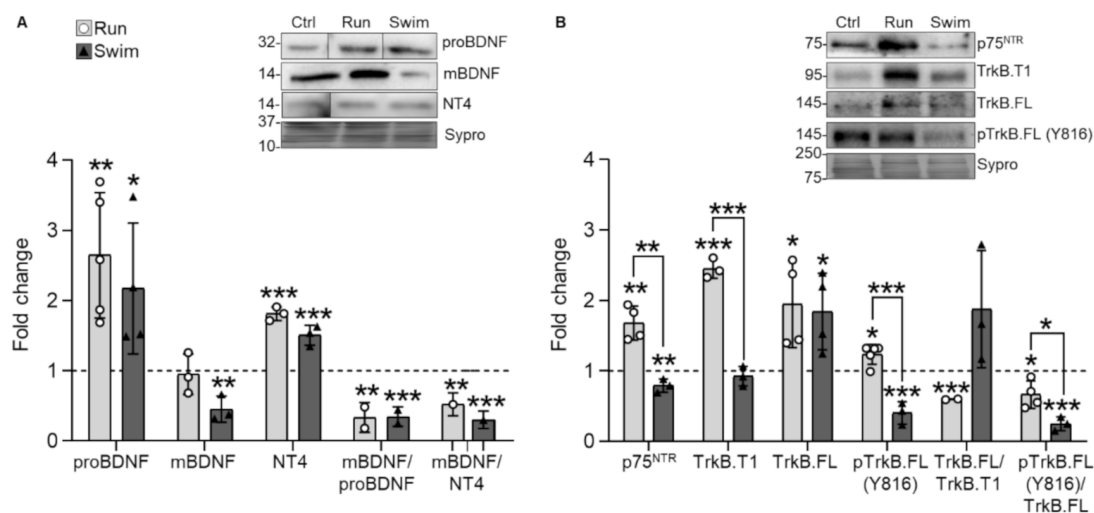 A
Run
Swim
Ctrl Run Swim
32- proBDNF
14- mBDNF
14- NT4
37-
10- Sypro
Fold change
4
3
2
1
0
** * ** *** *** ** *** ** ***
proBDNF mBDNF NT4 mBDNF/ mBDNF/
proBDNF NT4
B
Ctrl Run Swim
75- p75NTR
95- TrkB.T1
145- TrkB.FL
145- pTrkB.FL (Y816)
250-
75- Sypro
Fold change
4
3
2
1
0
** *** *** * * *** * *
** ** * *** *** ***
p75NTR TrkB.T1 TrkB.FL pTrkB.FL TrkB.FL/ pTrkB.FL
(Y816) TrkB.T1 (Y816)/
TrkB.FL